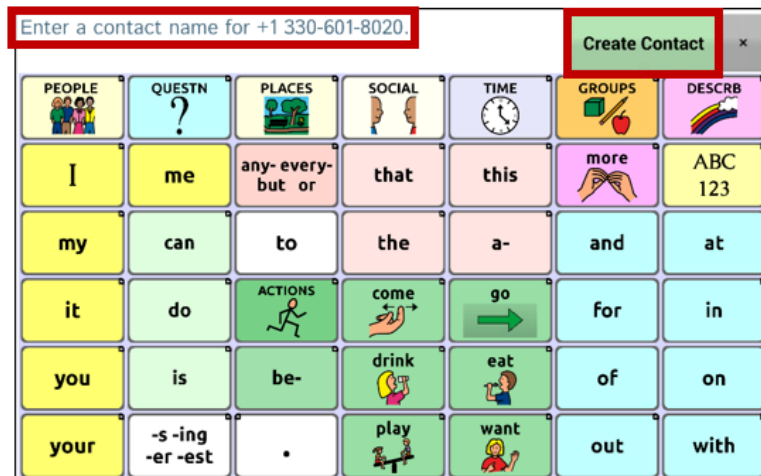 Enter a contact name for +1 330-601-8020.
Create Contact ×
PEOPLE QUESTN PLACES SOCIAL TIME GROUPS DESCRB
?
I me any- every- that this more ABC
but or 123
my can to the a- and at
it do ACTIONS come go for in
you is be- drink eat of on
your -s -ing . play want out with
-er -est